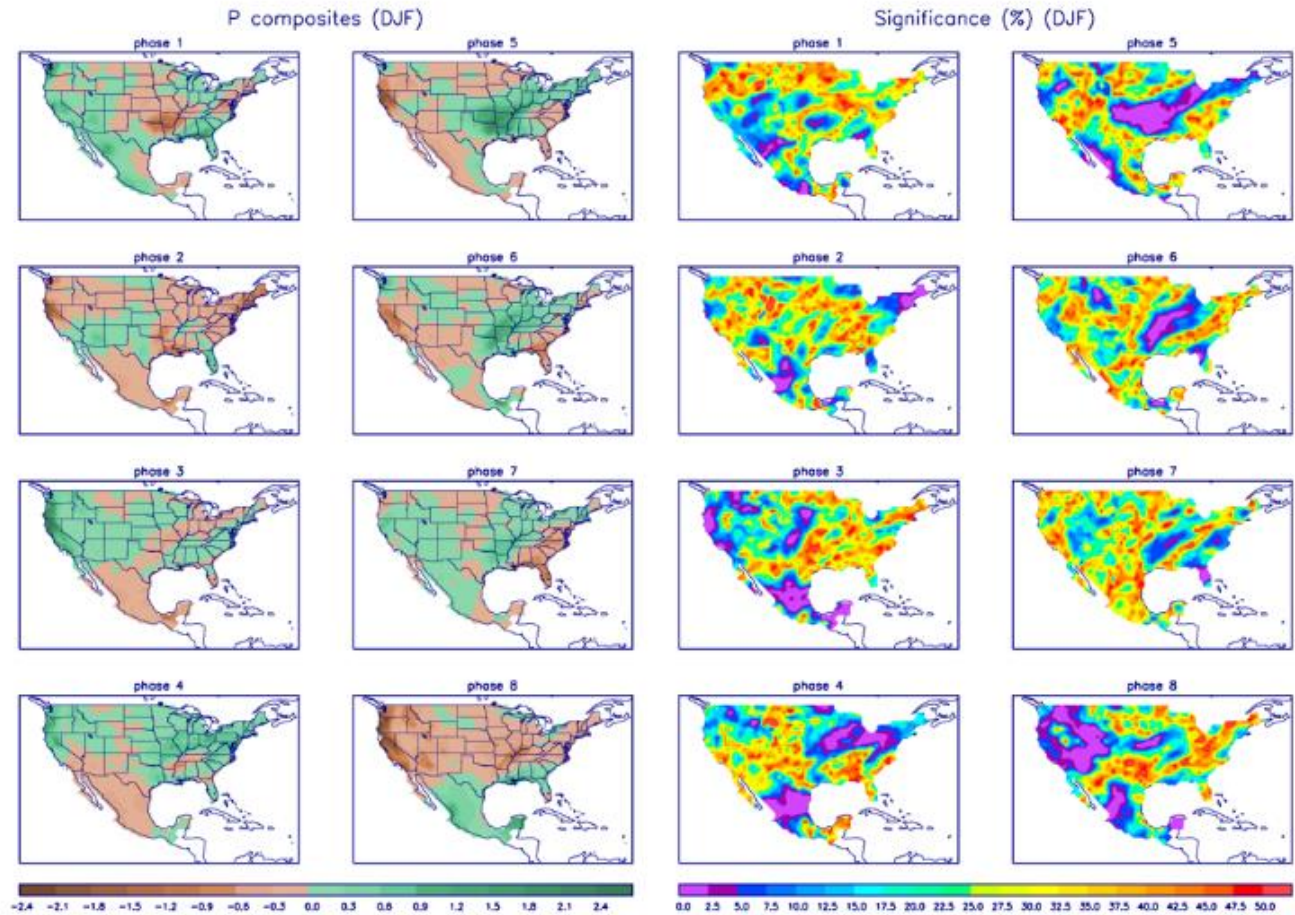 P composites (DJF)
Significance (%) (DJF)
phase 1
phase 5
phase 1
phase 5
phase 2
phase 6
phase 2
phase 6
phase 3
phase 7
phase 3
phase 7
phase 4
phase 8
phase 4
phase 8
−2.4 −2.1 −1.8 −1.5 −1.2 −0.9 −0.6 −0.3 0.0 0.3 0.6 0.9 1.2 1.5 1.8 2.1 2.4
0.0 2.5 5.0 7.5 10.0 12.5 15.0 17.5 20.0 22.5 25.0 27.5 30.0 32.5 35.0 37.5 40.0 42.5 45.0 47.5 50.0